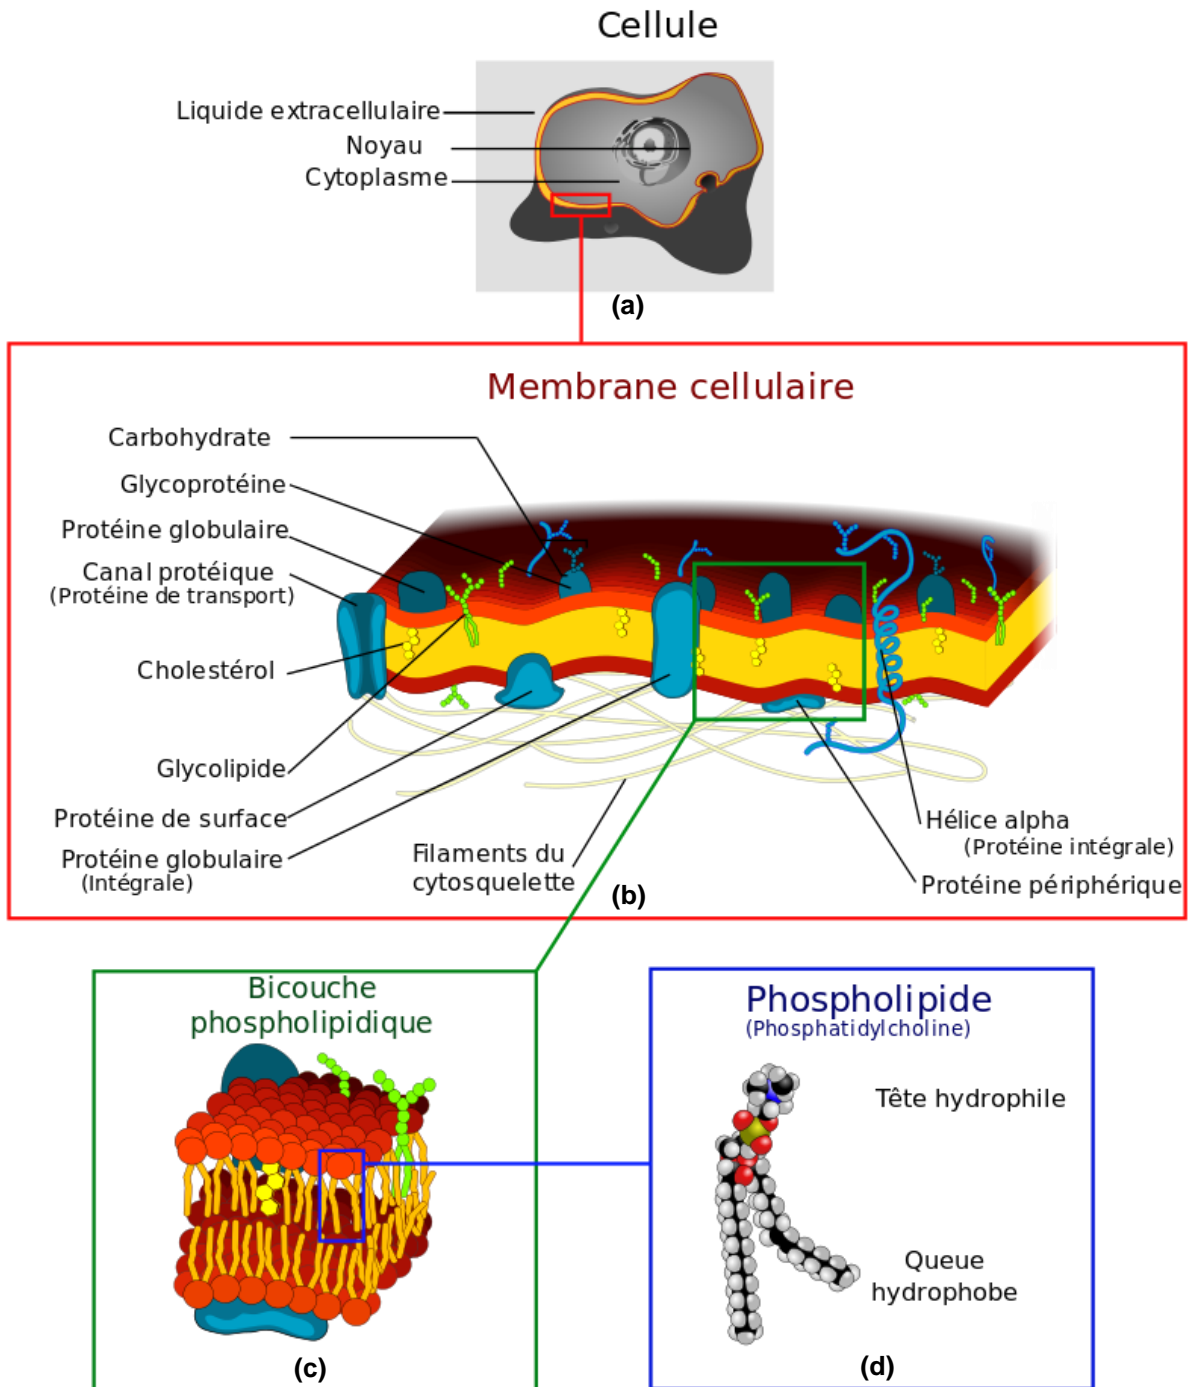 Cellule
Liquide extracellulaire
Noyau
Cytoplasme
(a)
Membrane cellulaire
Carbohydrate
Glycoprotéine
Protéine globulaire
Canal protéique
(Protéine de transport)
Cholestérol
Glycolipide
Protéine de surface
Protéine globulaire
(Intégrale)
Filaments du
cytosquelette
Hélice alpha
(Protéine intégrale)
Protéine périphérique
(b)
Bicouche
phospholipidique
(c)
Phospholipide
(Phosphatidylcholine)
Tête hydrophile
Queue
hydrophobe
(d)